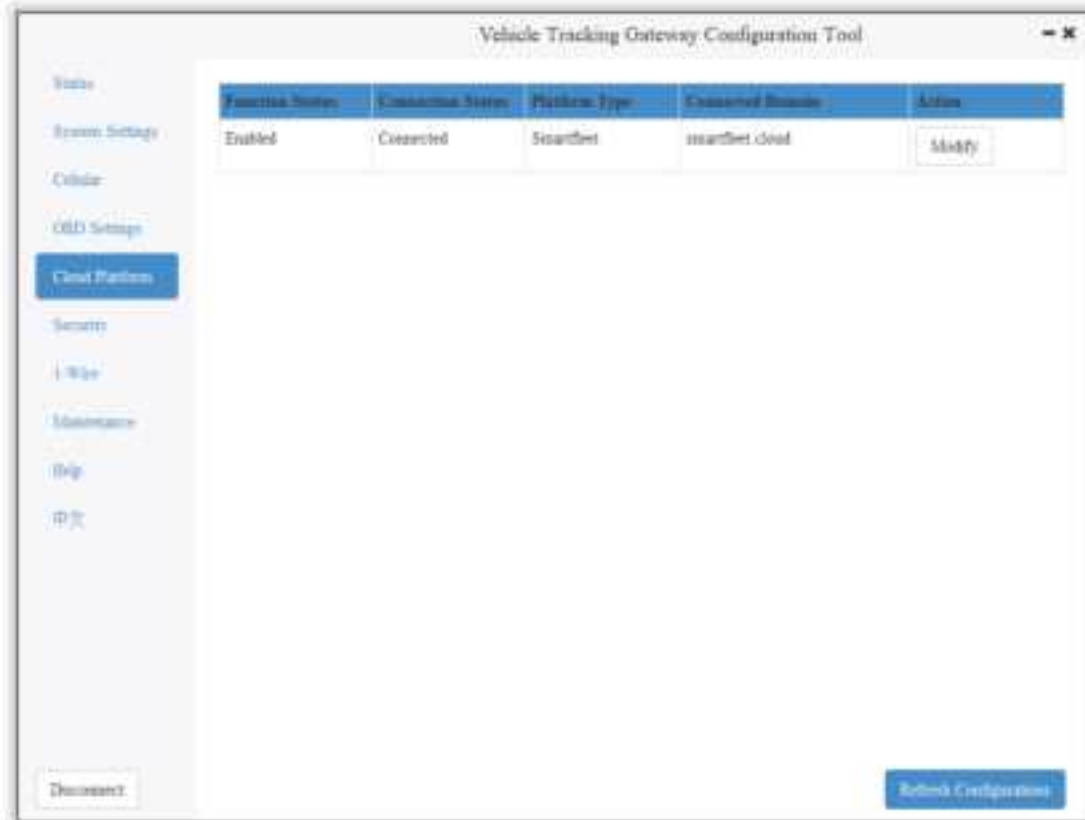 Vehicle Tracking Gateway Configuration Tool
Status
System Settings
Cellular
OBD Settings
Cloud Platform
Security
1-Wire
Maintenance
Help
中文
Function Status Connection Status Platform Type Connected Domain Action
Enabled Connected Smartfleet smartfleet.cloud Modify
Disconnect
Refresh Configurations